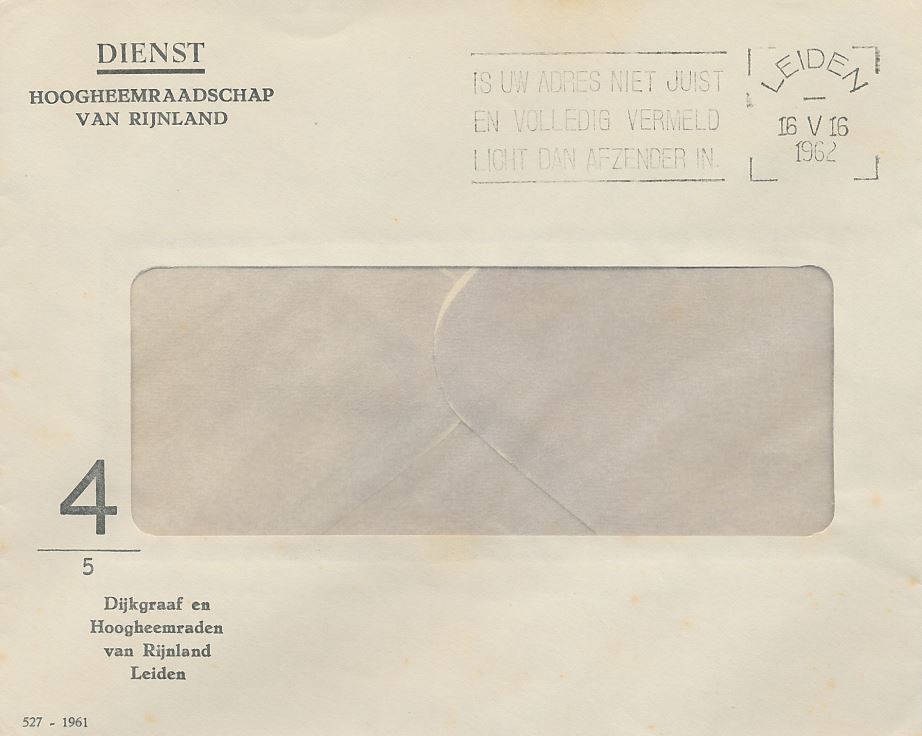 DIENST
HOOGHEEMRAADSCHAP
VAN RIJNLAND
IS UW ADRES NIET JUIST
EN VOLLEDIG VERMELD
LICHT DAN AFZENDER IN.
LEIDEN
16 V 16
1962
4
5
Dijkgraaf en
Hoogheemraden
van Rijnland
Leiden
527 - 1961